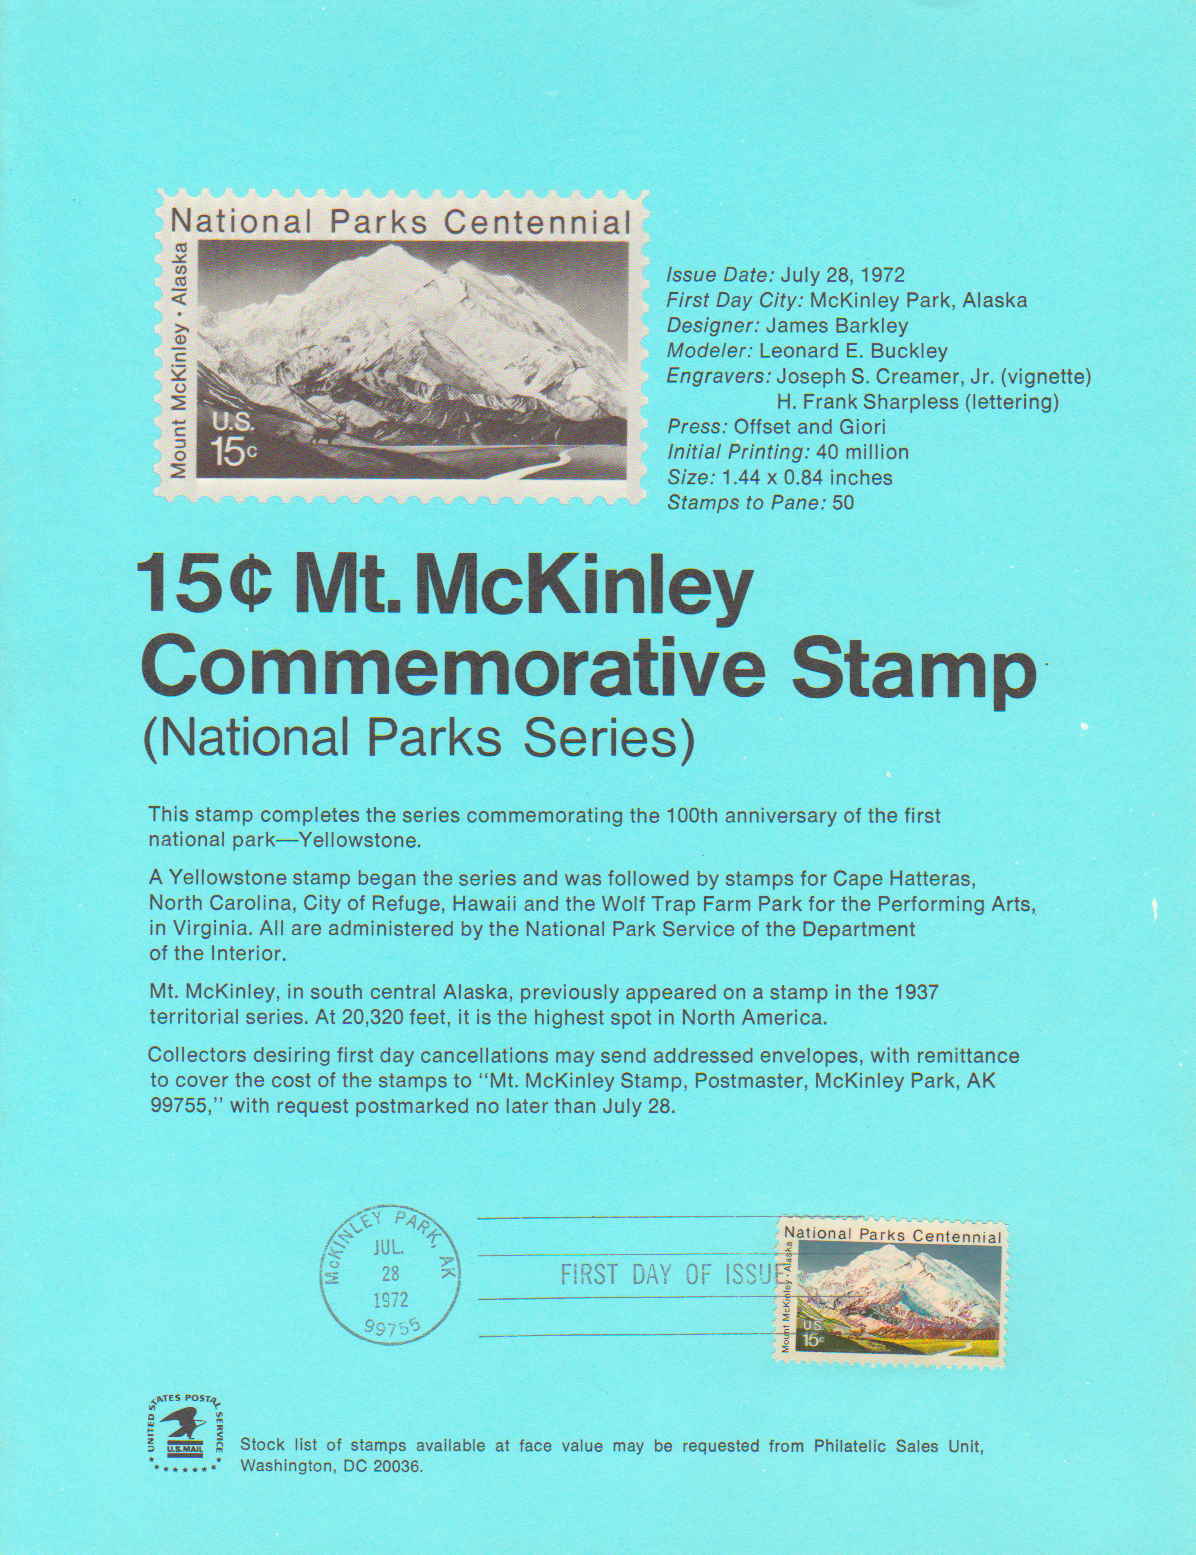 National Parks Centennial
Mount McKinley · Alaska
U.S.
15c
Issue Date: July 28, 1972
First Day City: McKinley Park, Alaska
Designer: James Barkley
Modeler: Leonard E. Buckley
Engravers: Joseph S. Creamer, Jr. (vignette)
H. Frank Sharpless (lettering)
Press: Offset and Giori
Initial Printing: 40 million
Size: 1.44 x 0.84 inches
Stamps to Pane: 50
15¢ Mt. McKinley
Commemorative Stamp
(National Parks Series)
This stamp completes the series commemorating the 100th anniversary of the first
national park—Yellowstone.
A Yellowstone stamp began the series and was followed by stamps for Cape Hatteras,
North Carolina, City of Refuge, Hawaii and the Wolf Trap Farm Park for the Performing Arts,
in Virginia. All are administered by the National Park Service of the Department
of the Interior.
Mt. McKinley, in south central Alaska, previously appeared on a stamp in the 1937
territorial series. At 20,320 feet, it is the highest spot in North America.
Collectors desiring first day cancellations may send addressed envelopes, with remittance
to cover the cost of the stamps to “Mt. McKinley Stamp, Postmaster, McKinley Park, AK
99755,” with request postmarked no later than July 28.
McKINLEY PARK, AK
JUL.
28
1972
99755
FIRST DAY OF ISSUE
National Parks Centennial
Mount McKinley · Alaska
U.S.
15c
UNITED STATES POSTAL SERVICE
U.S.MAIL
Stock list of stamps available at face value may be requested from Philatelic Sales Unit,
Washington, DC 20036.